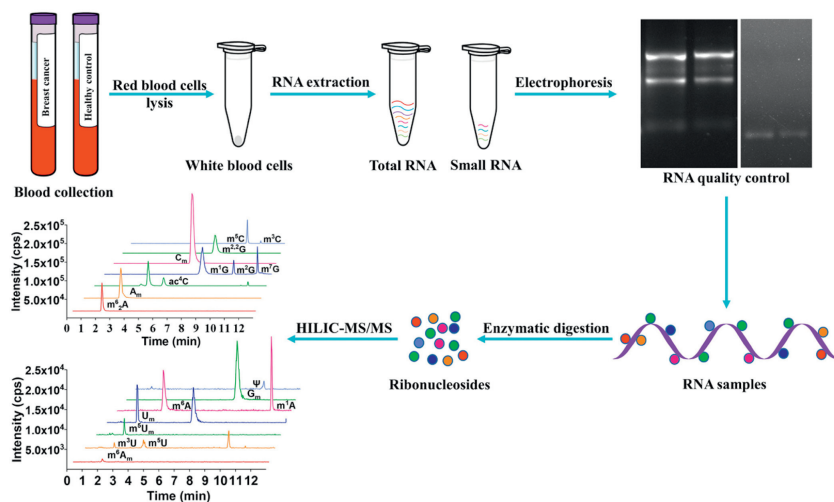 Breast cancer
Healthy control
Blood collection
Red blood cells
lysis
White blood cells
RNA extraction
Total RNA
Small RNA
Electrophoresis
RNA quality control
RNA samples
Enzymatic digestion
Ribonucleosides
HILIC-MS/MS
Intensity (cps)
2.5x10⁵
2.0x10⁵
1.5x10⁵
1.0x10⁵
5.0x10⁴
m⁵C
m³C
m²,²G
Cₘ
m¹G
m²G
m⁷G
ac⁴C
Aₘ
m⁶₂A
0 1 2 3 4 5 6 7 8 9 10 11 12
Time (min)
Intensity (cps)
2.5x10⁴
2.0x10⁴
1.5x10⁴
1.0x10⁴
5.0x10³
Ψ
Gₘ
m⁶A
m¹A
Uₘ
m⁵Uₘ
m³U
m⁵U
m⁶Aₘ
0 1 2 3 4 5 6 7 8 9 10 11 12
Time (min)